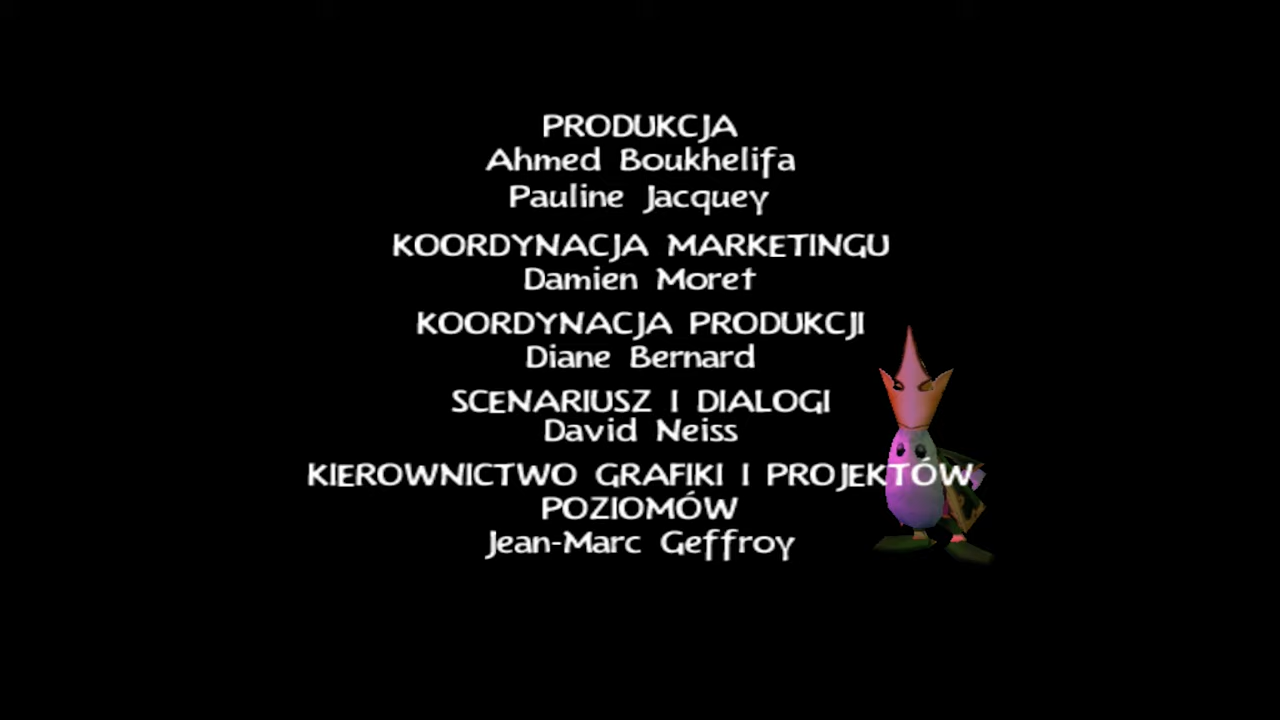 PRODUKCJA
Ahmed Boukhelifa
Pauline Jacquey
KOORDYNACJA MARKETINGU
Damien Moret
KOORDYNACJA PRODUKCJI
Diane Bernard
SCENARIUSZ I DIALOGI
David Neiss
KIEROWNICTWO GRAFIKI I PROJEKTÓW
POZIOMÓW
Jean-Marc Geffroy